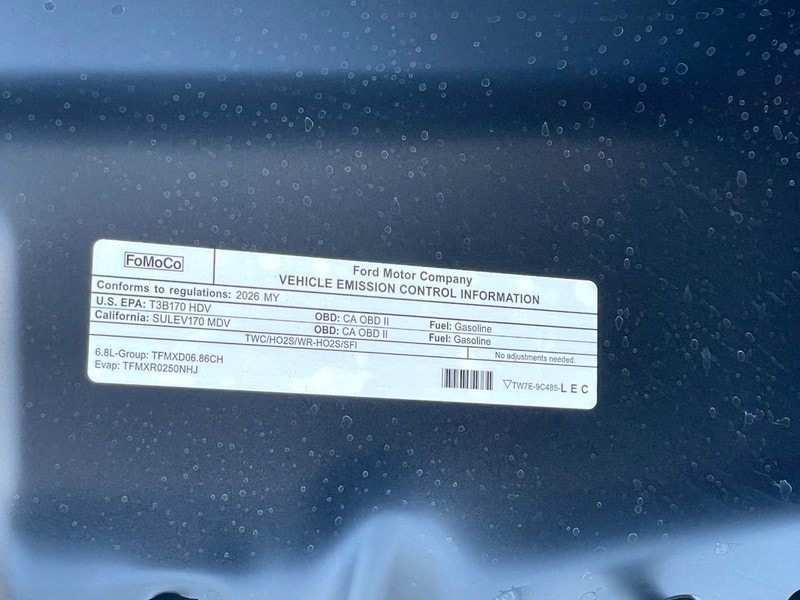 FoMoCo
Ford Motor Company
VEHICLE EMISSION CONTROL INFORMATION
Conforms to regulations: 2026 MY
U.S. EPA: T3B170 HDV OBD: CA OBD II Fuel: Gasoline
California: SULEV170 MDV OBD: CA OBD II Fuel: Gasoline
TWC/HO2S/WR-HO2S/SFI
No adjustments needed.
6.8L-Group: TFMXD06.86CH
Evap: TFMXR0250NHJ
▽TW7E-9C485-L E C